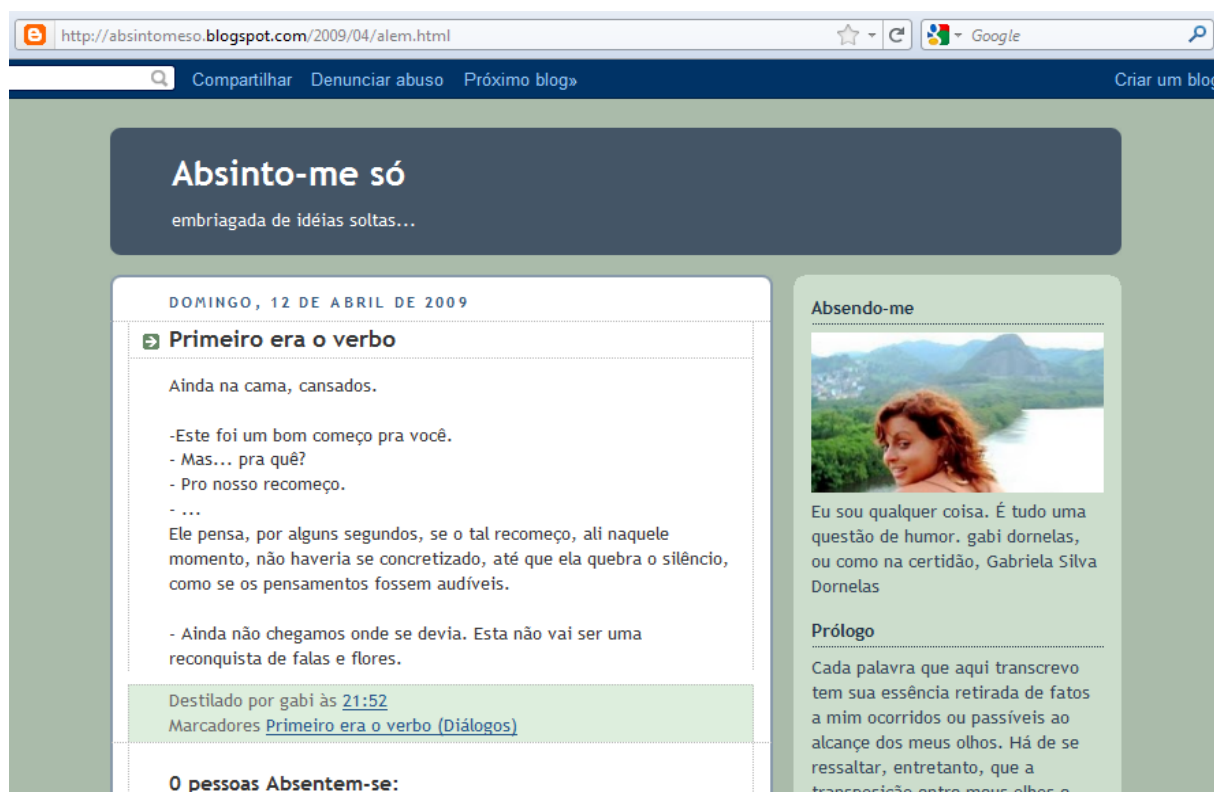 http://absintomeso.blogspot.com/2009/04/alem.html
Google
Compartilhar Denunciar abuso Próximo blog»
Criar um blog
Absinto-me só
embriagada de idéias soltas...
DOMINGO, 12 DE ABRIL DE 2009
Primeiro era o verbo
Ainda na cama, cansados.
-Este foi um bom começo pra você.
- Mas... pra quê?
- Pro nosso recomeço.
- ...
Ele pensa, por alguns segundos, se o tal recomeço, ali naquele
momento, não haveria se concretizado, até que ela quebra o silêncio,
como se os pensamentos fossem audíveis.
- Ainda não chegamos onde se devia. Esta não vai ser uma
reconquista de falas e flores.
Destilado por gabi às 21:52
Marcadores Primeiro era o verbo (Diálogos)
0 pessoas Absentem-se:
Absendo-me
Eu sou qualquer coisa. É tudo uma
questão de humor. gabi dornelas,
ou como na certidão, Gabriela Silva
Dornelas
Prólogo
Cada palavra que aqui transcrevo
tem sua essência retirada de fatos
a mim ocorridos ou passíveis ao
alcance dos meus olhos. Há de se
ressaltar, entretanto, que a
transposição entre meus olhos e